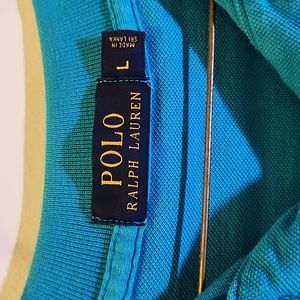 POLO
RALPH LAUREN
L
MADE IN
SRI LANKA